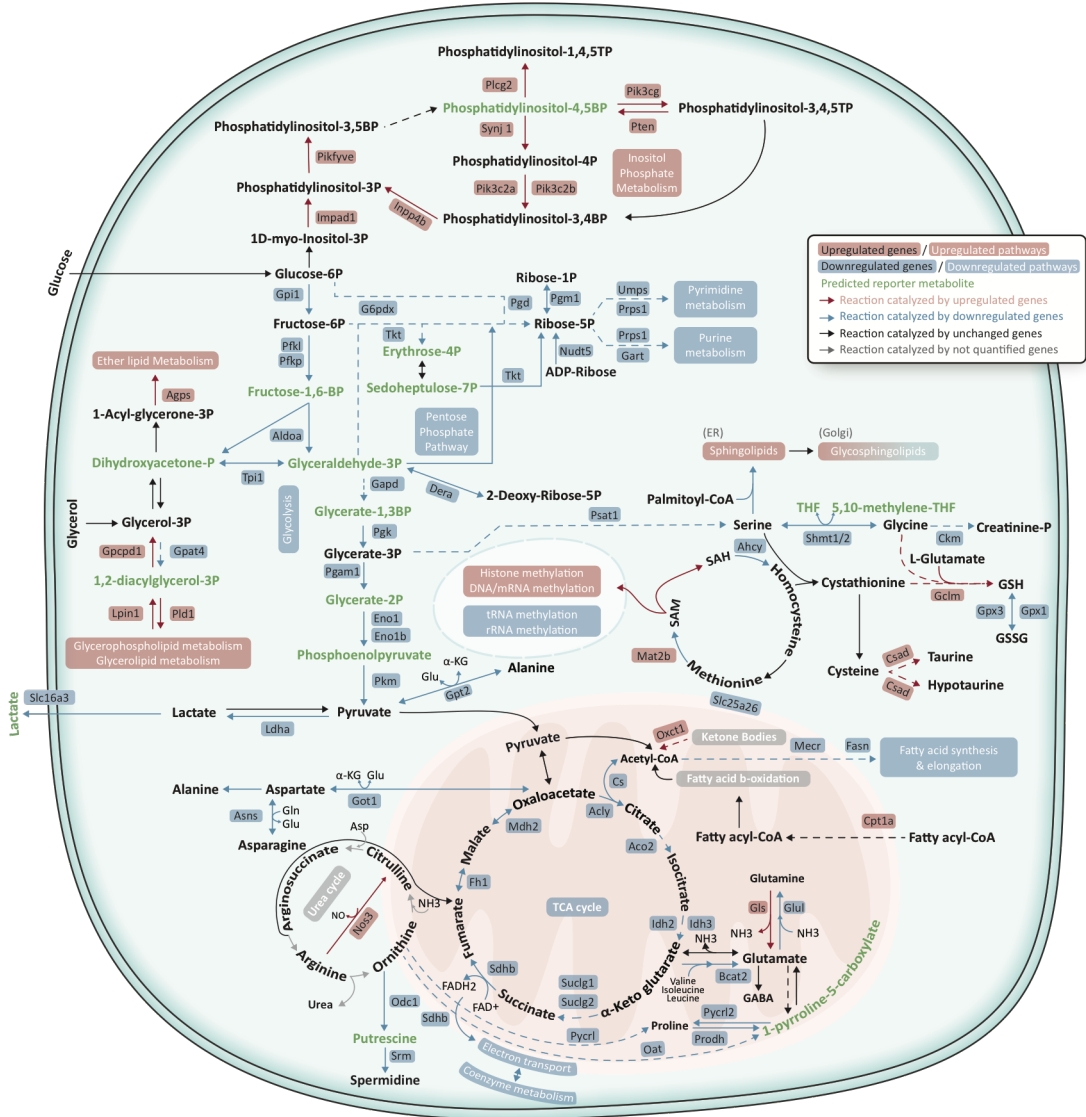 Phosphatidylinositol-1,4,5TP
Plcg2
Phosphatidylinositol-4,5BP
Pik3cg
Phosphatidylinositol-3,4,5TP
Phosphatidylinositol-3,5BP
Synj 1
Pten
Pikfyve
Phosphatidylinositol-4P
Inositol
Phosphate
Metabolism
Phosphatidylinositol-3P
Pik3c2a
Pik3c2b
Inpp4b
Phosphatidylinositol-3,4BP
Impad1
1D-myo-Inositol-3P
Upregulated genes / Upregulated pathways
Downregulated genes / Downregulated pathways
Predicted reporter metabolite
Reaction catalyzed by upregulated genes
Reaction catalyzed by downregulated genes
Reaction catalyzed by unchanged genes
Reaction catalyzed by not quantified genes
Glucose
Glucose-6P
Ribose-1P
Gpi1
G6pdx
Pgd
Pgm1
Umps
Prps1
Pyrimidine
metabolism
Fructose-6P
Tkt
Ribose-5P
Pfkl
Pfkp
Erythrose-4P
Nudt5
Prps1
Gart
Purine
metabolism
Ether lipid Metabolism
Agps
Fructose-1,6-BP
Sedoheptulose-7P
Tkt
ADP-Ribose
1-Acyl-glycerone-3P
Aldoa
Pentose
Phosphate
Pathway
Dihydroxyacetone-P
Tpi1
Glyceraldehyde-3P
Gapd
Dera
2-Deoxy-Ribose-5P
(ER)
(Golgi)
Sphingolipids
Glycosphingolipids
Palmitoyl-CoA
Glycerol
Glycerol-3P
Glycolysis
Glycerate-1,3BP
Pgk
Psat1
Serine
THF
5,10-methylene-THF
Shmt1/2
Glycine
Ckm
Creatinine-P
Gpcpd1
Gpat4
Glycerate-3P
Pgam1
1,2-diacylglycerol-3P
Glycerate-2P
Lpin1
Pld1
Eno1
Eno1b
Glycerophospholipid metabolism
Glycerolipid metabolism
Phosphoenolpyruvate
Pkm
Histone methylation
DNA/mRNA methylation
tRNA methylation
rRNA methylation
SAH
Ahcy
Homocysteine
SAM
Mat2b
Methionine
Slc25a26
L-Glutamate
Cystathionine
Gclm
GSH
Gpx3
Gpx1
GSSG
Cysteine
Csad
Taurine
Csad
Hypotaurine
α-KG
Glu
Gpt2
Alanine
Slc16a3
Lactate
Lactate
Ldha
Pyruvate
Pyruvate
Oxct1
Ketone Bodies
Acetyl-CoA
Mecr
Fasn
Fatty acid synthesis
& elongation
Fatty acid b-oxidation
Alanine
Aspartate
α-KG
Glu
Got1
Oxaloacetate
Cs
Acly
Citrate
Asns
Gln
Glu
Asparagine
Mdh2
Malate
Aco2
Isocitrate
Fatty acyl-CoA
Cpt1a
Fatty acyl-CoA
Asp
Arginosuccinate
Citrulline
Urea cycle
NO
Nos3
NH3
Fh1
Fumarate
TCA cycle
Idh2
Idh3
Glutamine
Gls
Glul
NH3
NH3
NH3
Arginine
Ornithine
Urea
Sdhb
FADH2
FAD+
Succinate
Suclg1
Suclg2
α-Keto glutarate
Valine
Isoleucine
Leucine
Bcat2
Glutamate
GABA
1-pyrroline-5-carboxylate
Odc1
Sdhb
Putrescine
Srm
Spermidine
Pycrl
Oat
Proline
Pycrl2
Prodh
Electron transport
Coenzyme metabolism